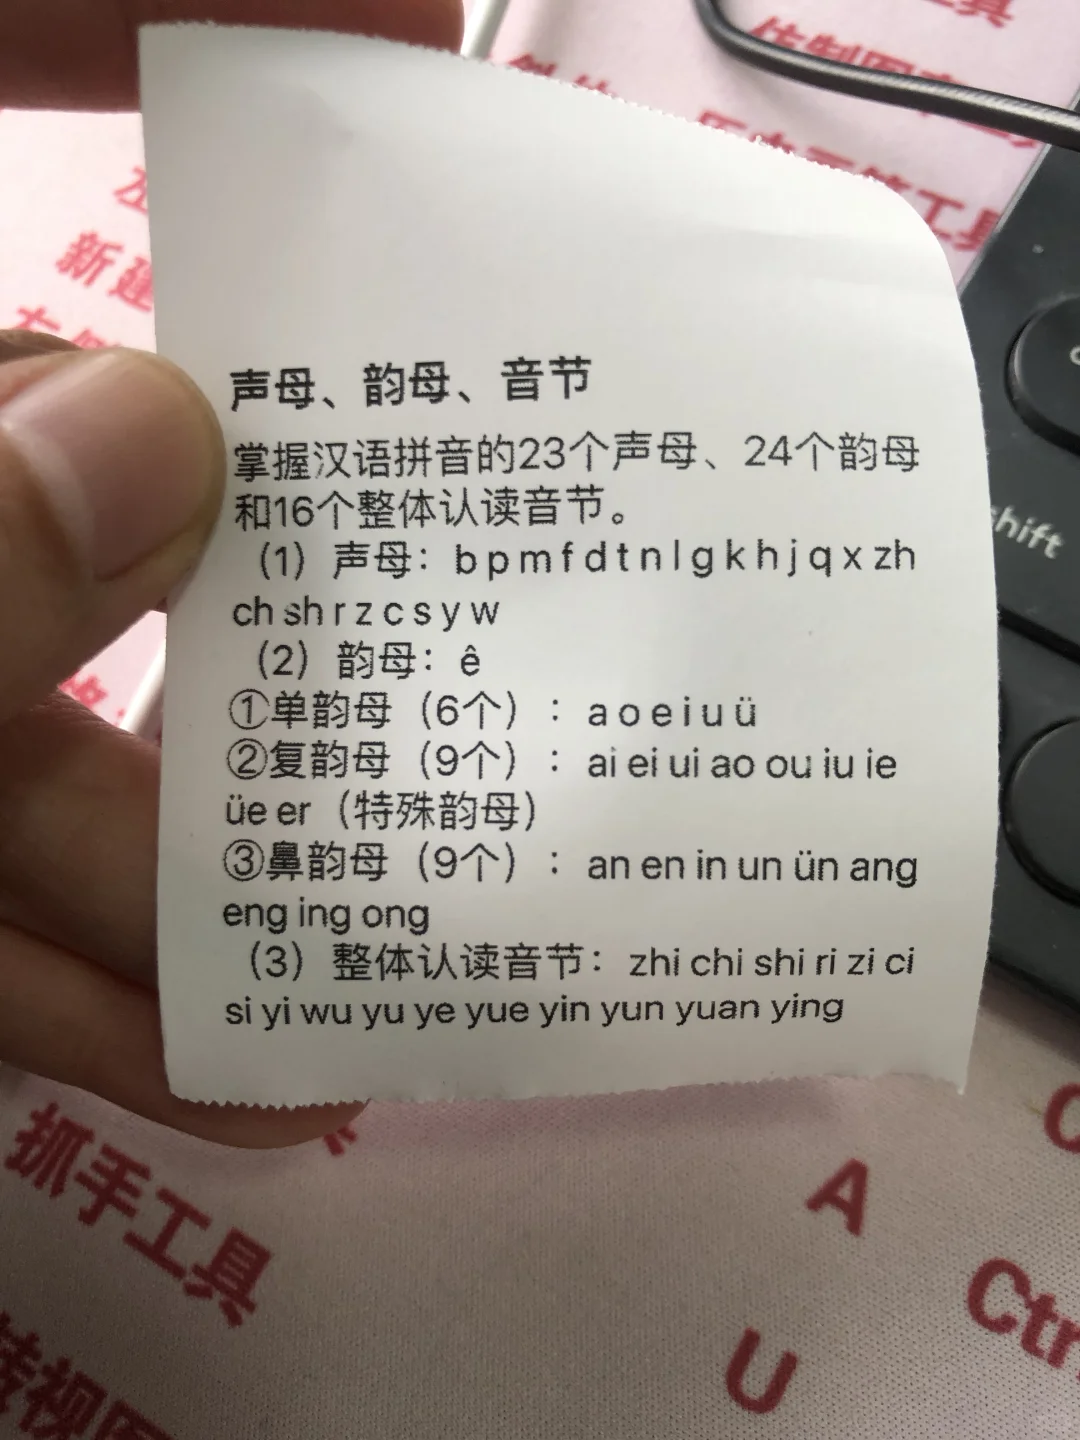 声母、韵母、音节
掌握汉语拼音的23个声母、24个韵母
和16个整体认读音节。
（1）声母：b p m f d t n l g k h j q x zh
ch sh r z c s y w
（2）韵母：ê
①单韵母（6个）：a o e i u ü
②复韵母（9个）：ai ei ui ao ou iu ie
üe er（特殊韵母）
③鼻韵母（9个）：an en in un ün ang
eng ing ong
（3）整体认读音节：zhi chi shi ri zi ci
si yi wu yu ye yue yin yun yuan ying
新建
shift
抓手工具
A
U
Ctr